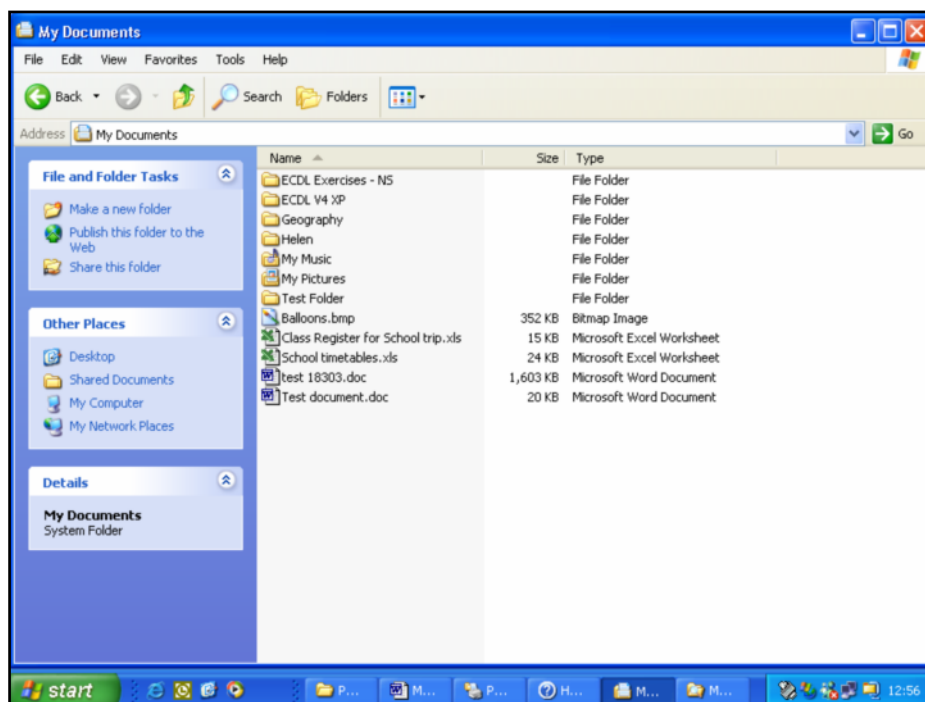 My Documents
File Edit View Favorites Tools Help
Back Search Folders
Address My Documents Go
File and Folder Tasks
Make a new folder
Publish this folder to the
Web
Share this folder
Other Places
Desktop
Shared Documents
My Computer
My Network Places
Details
My Documents
System Folder
Name Size Type
ECDL Exercises - NS File Folder
ECDL V4 XP File Folder
Geography File Folder
Helen File Folder
My Music File Folder
My Pictures File Folder
Test Folder File Folder
Balloons.bmp 352 KB Bitmap Image
Class Register for School trip.xls 15 KB Microsoft Excel Worksheet
School timetables.xls 24 KB Microsoft Excel Worksheet
test 18303.doc 1,603 KB Microsoft Word Document
Test document.doc 20 KB Microsoft Word Document
start P... M... P... H... M... M... 12:56